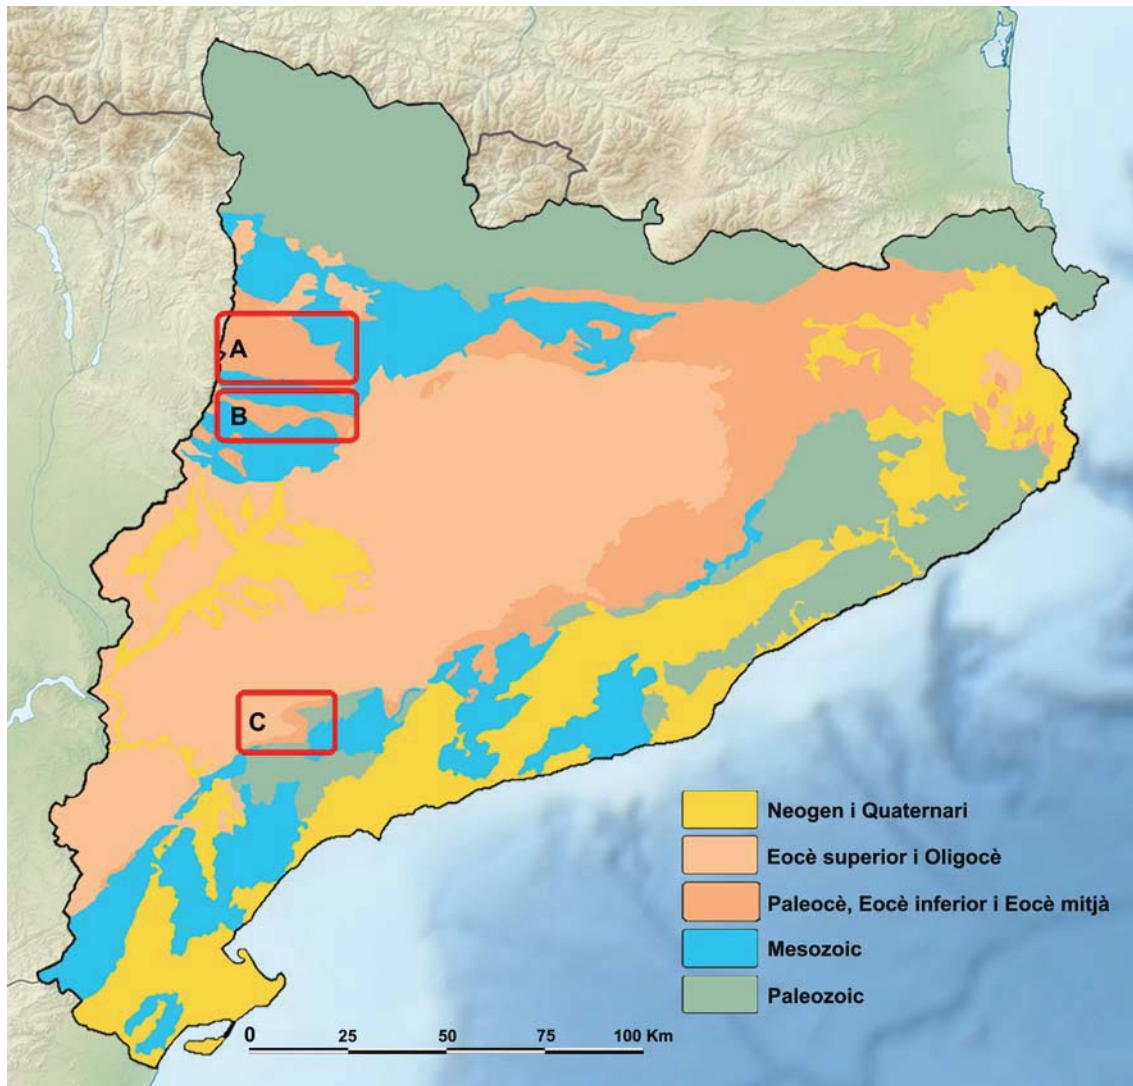 A
B
C
Neogen i Quaternari
Eocè superior i Oligocè
Paleocè, Eocè inferior i Eocè mitjà
Mesozoic
Paleozoic
0 25 50 75 100 Km